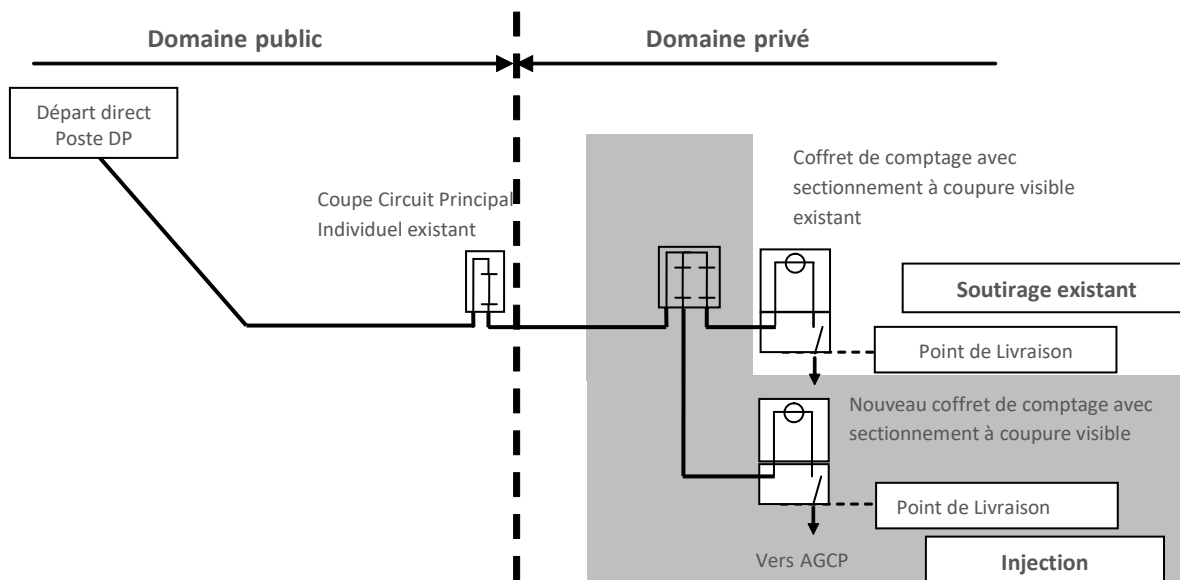 Domaine public
Domaine privé
Départ direct
Poste DP
Coffret de comptage avec
sectionnement à coupure visible
existant
Coupe Circuit Principal
Individuel existant
Soutirage existant
Point de Livraison
Nouveau coffret de comptage avec
sectionnement à coupure visible
Point de Livraison
Vers AGCP
Injection